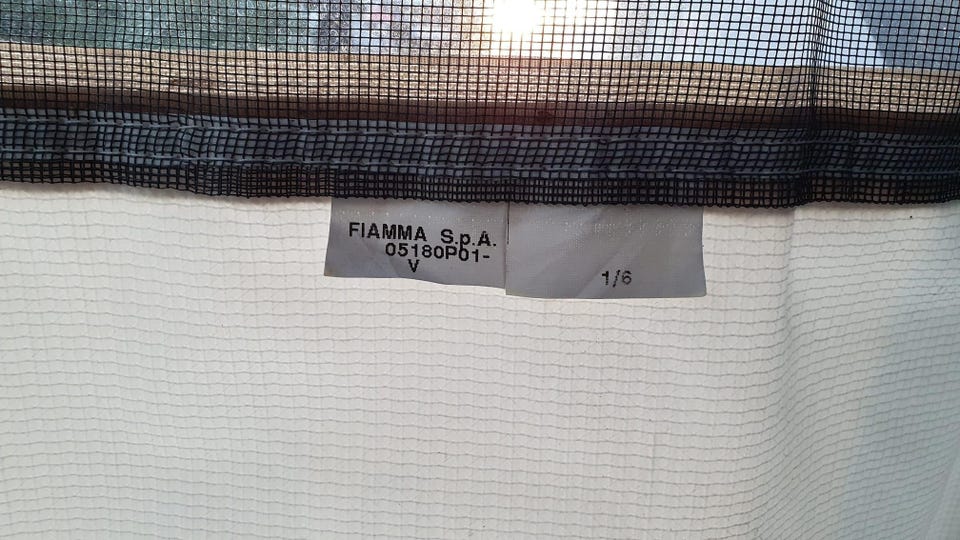 FIAMMA S.p.A.
05180P01-
V
1/6